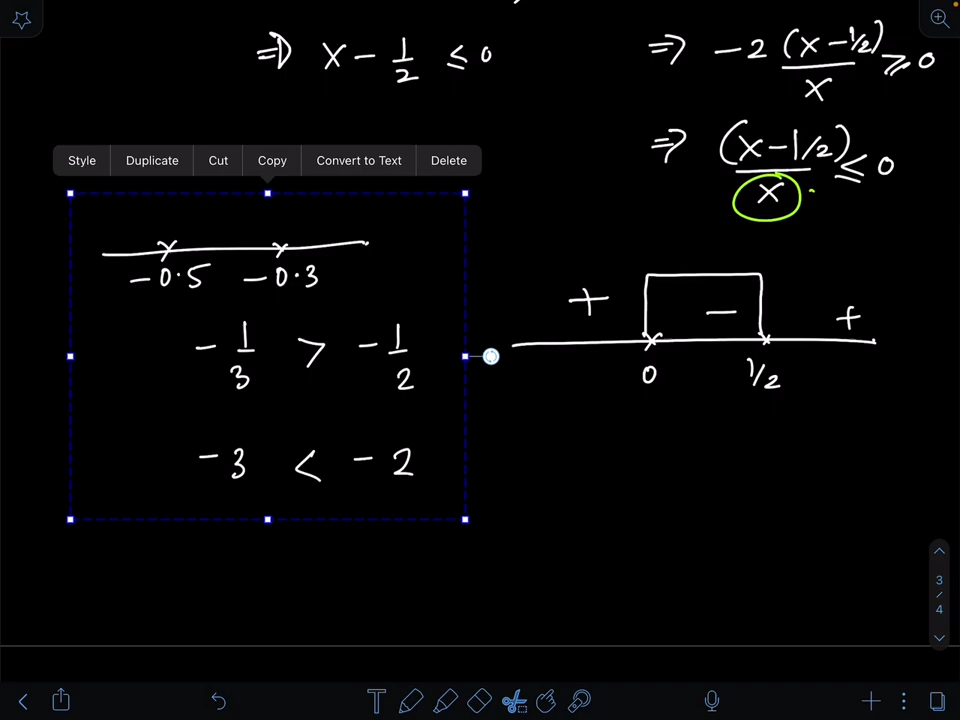 => x - 1/2 ≤ 0
=> -2 (x - 1/2)/x ≥ 0
=> (x - 1/2)/x ≤ 0
Style Duplicate Cut Copy Convert to Text Delete
-0.5 -0.3
-1/3 > -1/2
-3 < -2
+ - +
0 1/2
3
/
4
T